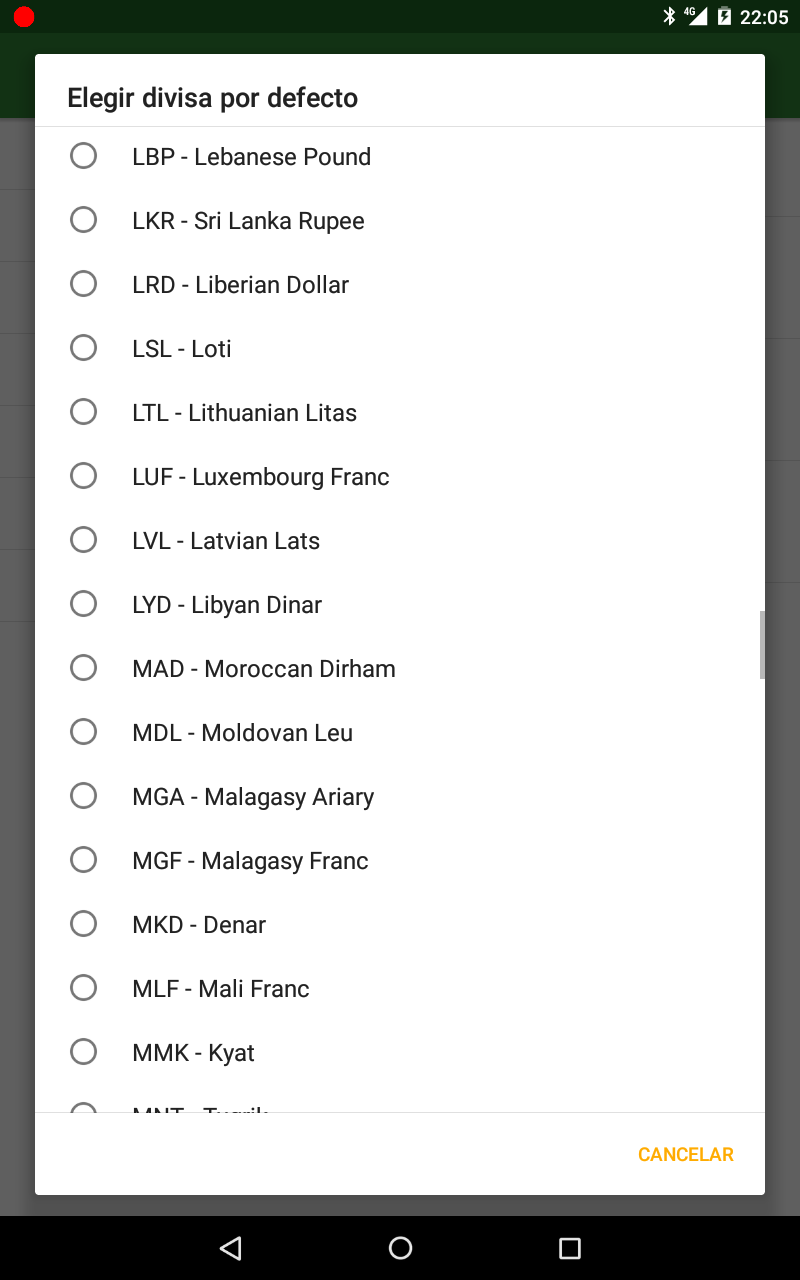 4G 22:05
Elegir divisa por defecto
LBP - Lebanese Pound
LKR - Sri Lanka Rupee
LRD - Liberian Dollar
LSL - Loti
LTL - Lithuanian Litas
LUF - Luxembourg Franc
LVL - Latvian Lats
LYD - Libyan Dinar
MAD - Moroccan Dirham
MDL - Moldovan Leu
MGA - Malagasy Ariary
MGF - Malagasy Franc
MKD - Denar
MLF - Mali Franc
MMK - Kyat
MNT - Tugrik
CANCELAR